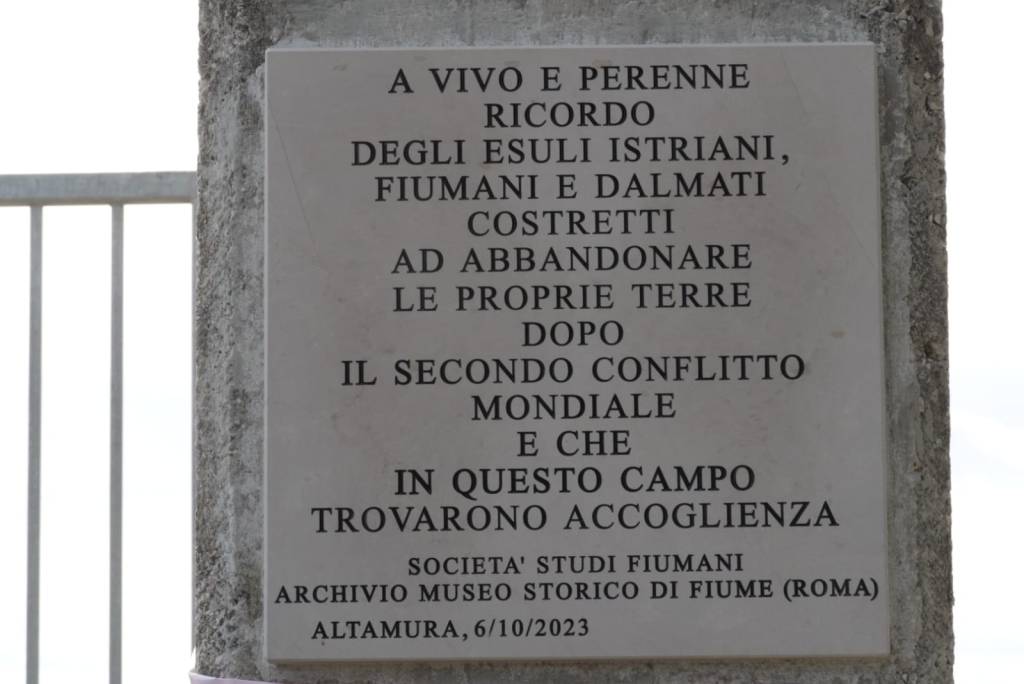 A VIVO E PERENNE
RICORDO
DEGLI ESULI ISTRIANI,
FIUMANI E DALMATI
COSTRETTI
AD ABBANDONARE
LE PROPRIE TERRE
DOPO
IL SECONDO CONFLITTO
MONDIALE
E CHE
IN QUESTO CAMPO
TROVARONO ACCOGLIENZA
SOCIETA' STUDI FIUMANI
ARCHIVIO MUSEO STORICO DI FIUME (ROMA)
ALTAMURA, 6/10/2023